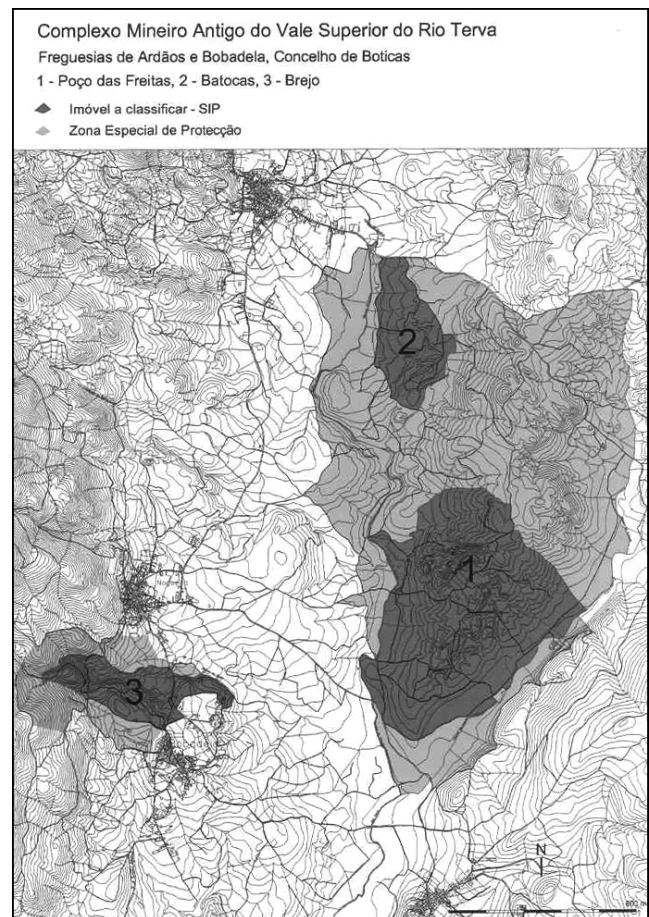 Complexo Mineiro Antigo do Vale Superior do Rio Terva
Freguesias de Ardãos e Bobadela, Concelho de Boticas
1 - Poço das Freitas, 2 - Batocas, 3 - Brejo
Imóvel a classificar - SIP
Zona Especial de Protecção
2
1
3
N